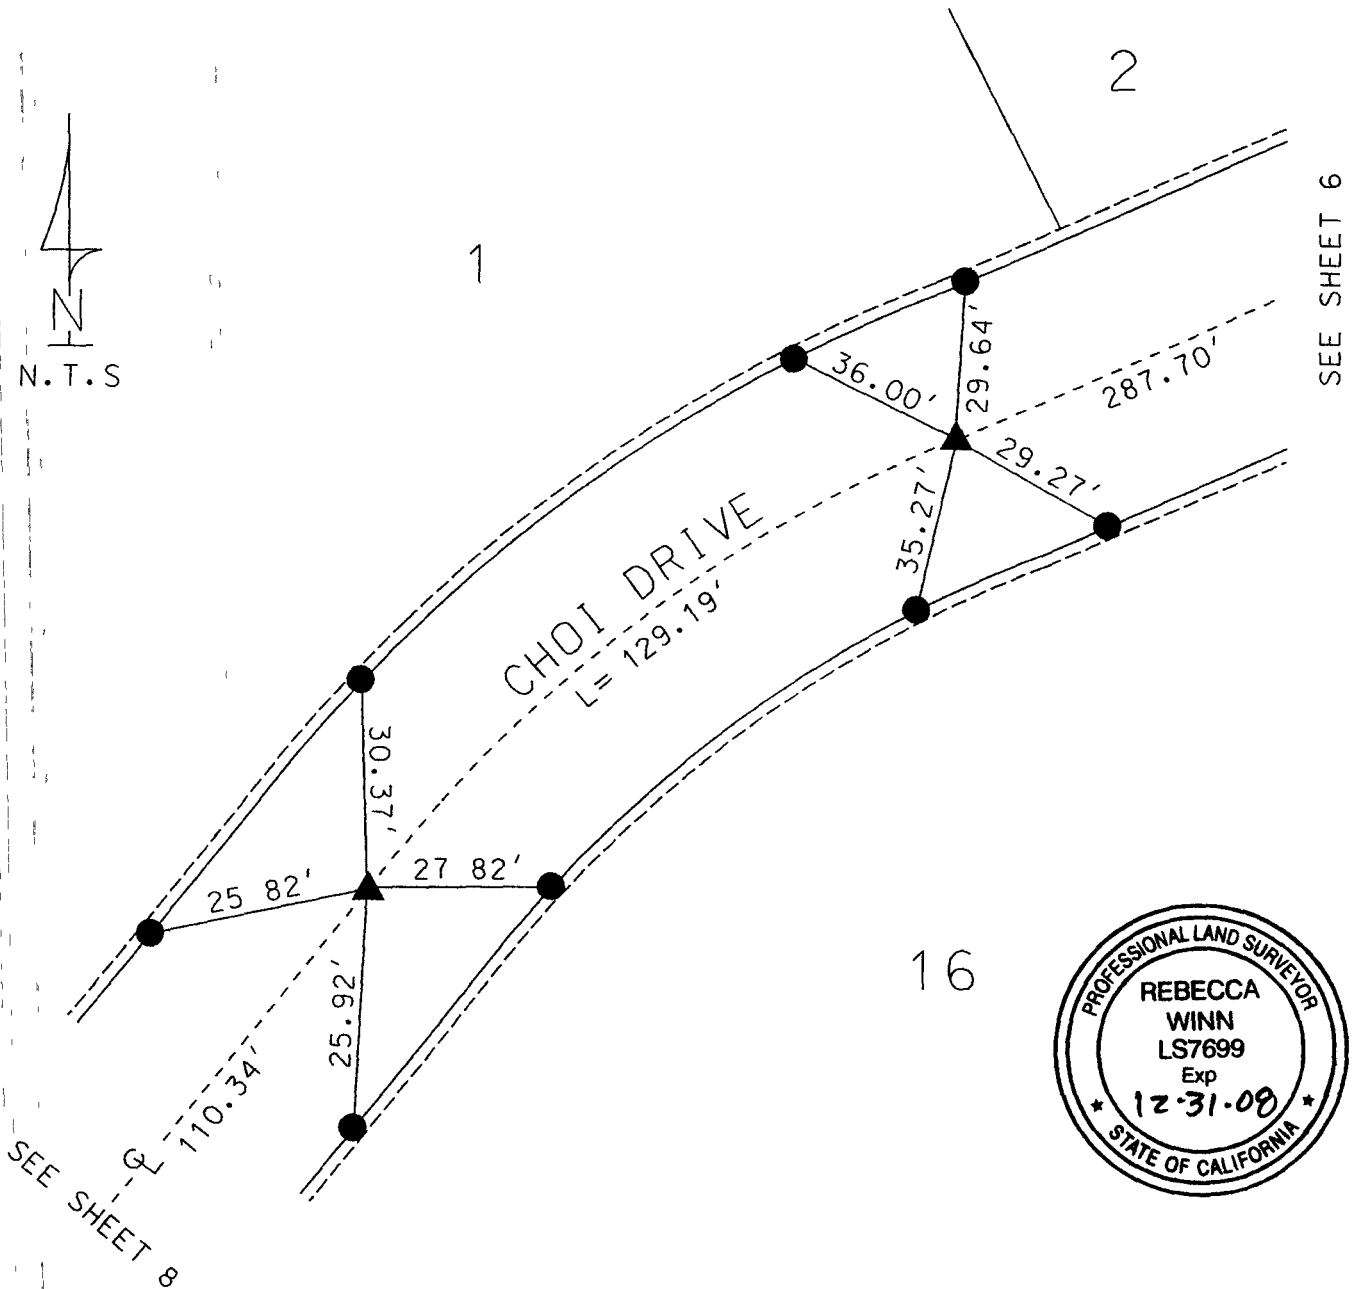 2
1
N
N.T.S
SEE SHEET 6
36.00'
29.64'
287.70'
29.27'
35.27'
CHOI DRIVE
L= 129.19'
30.37'
27 82'
25 82'
25.92'
110.34'
℄
SEE SHEET 8
16
PROFESSIONAL LAND SURVEYOR
REBECCA
WINN
LS7699
Exp
12-31-08
STATE OF CALIFORNIA